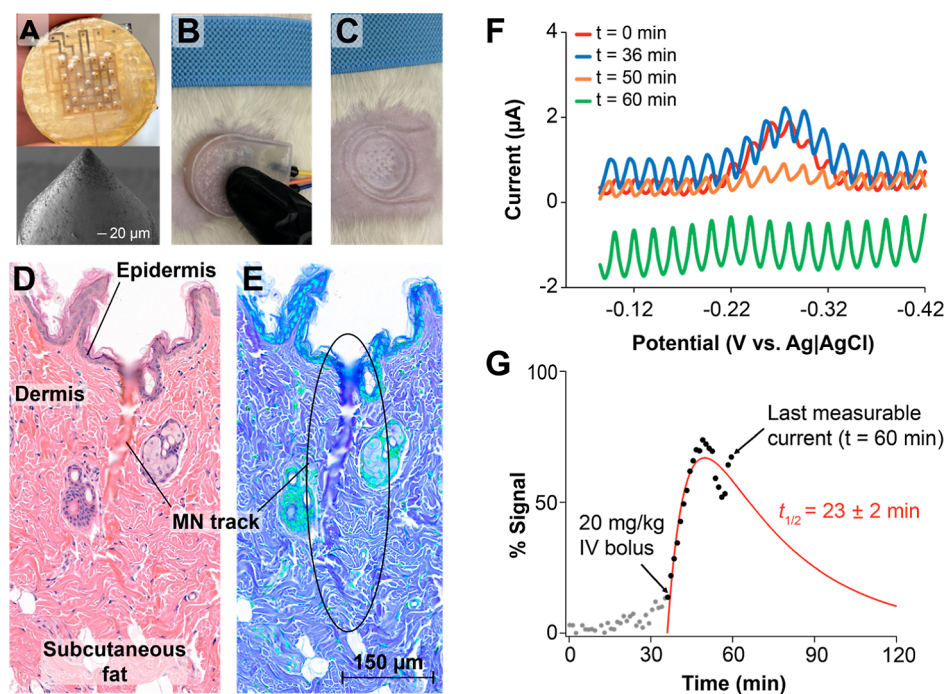 A
B
C
20 μm
D
E
Epidermis
Dermis
MN track
Subcutaneous
fat
150 μm
F
t = 0 min
t = 36 min
t = 50 min
t = 60 min
Current (μA)
4
2
0
-2
-0.12
-0.22
-0.32
-0.42
Potential (V vs. Ag|AgCl)
G
% Signal
100
50
0
Last measurable
current (t = 60 min)
20 mg/kg
IV bolus
t1/2 = 23 ± 2 min
0
30
60
90
120
Time (min)